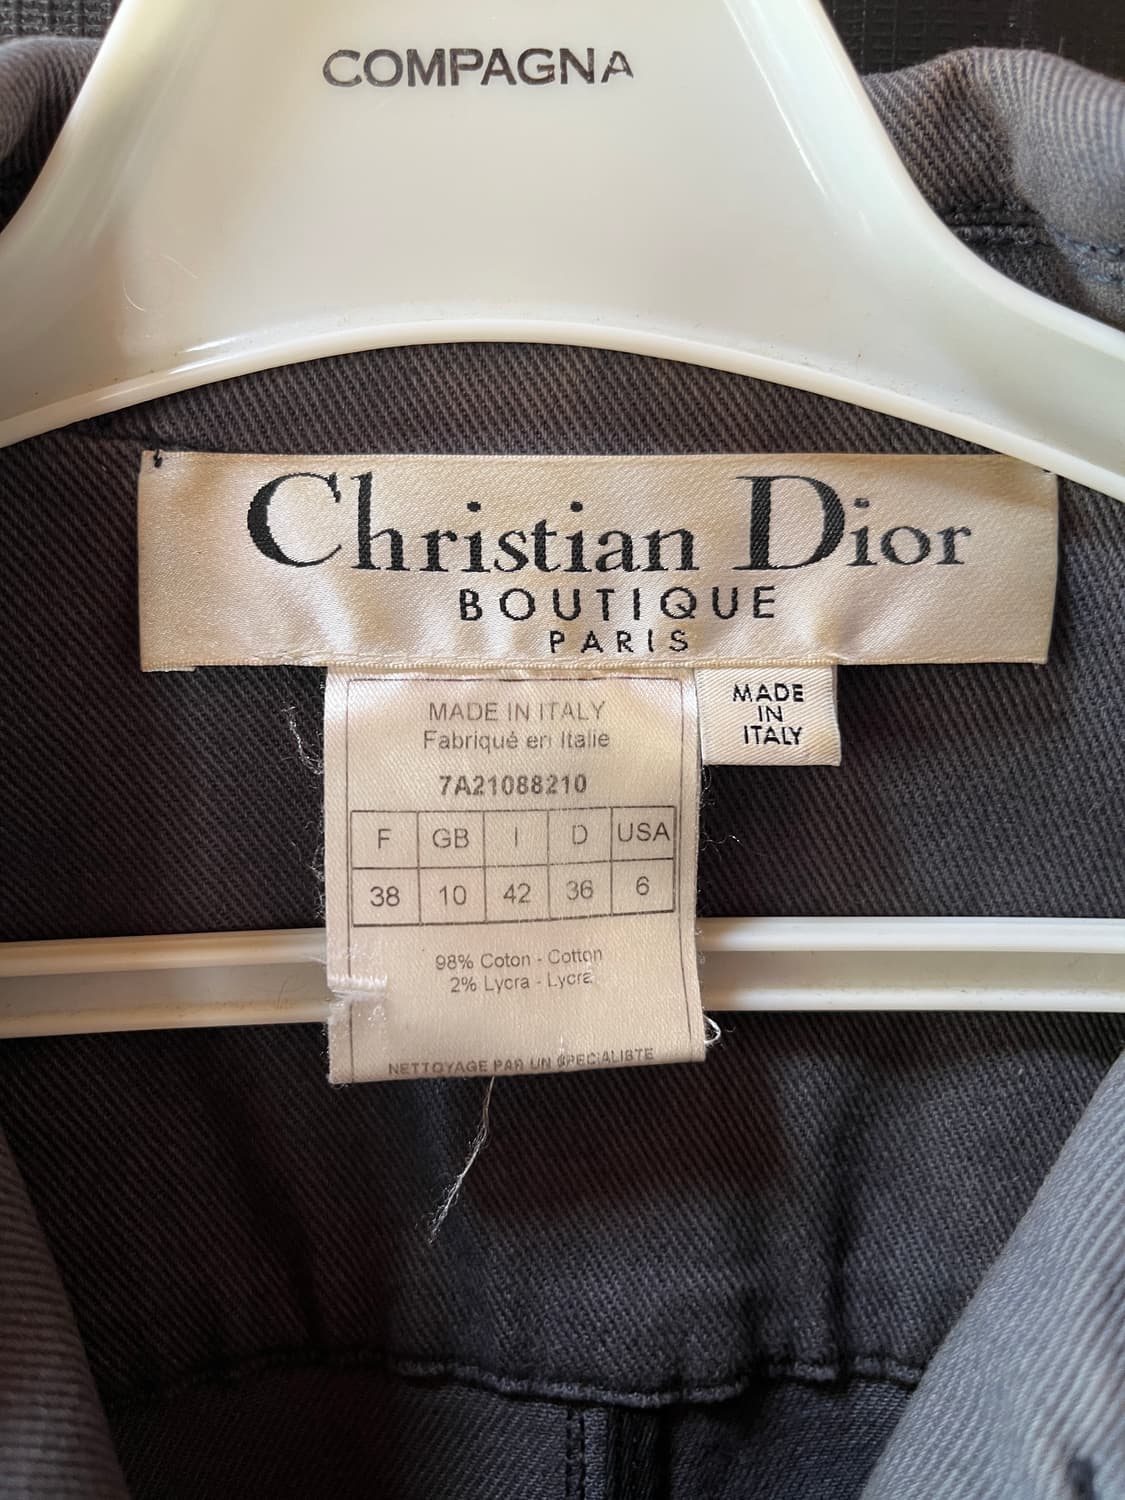 COMPAGNA
Christian Dior
BOUTIQUE
PARIS
MADE IN ITALY
Fabriqué en Italie
7A21088210
F GB I D USA
38 10 42 36 6
98% Coton - Cotton
2% Lycra - Lycra
NETTOYAGE PAR UN SPECIALISTE
MADE
IN
ITALY